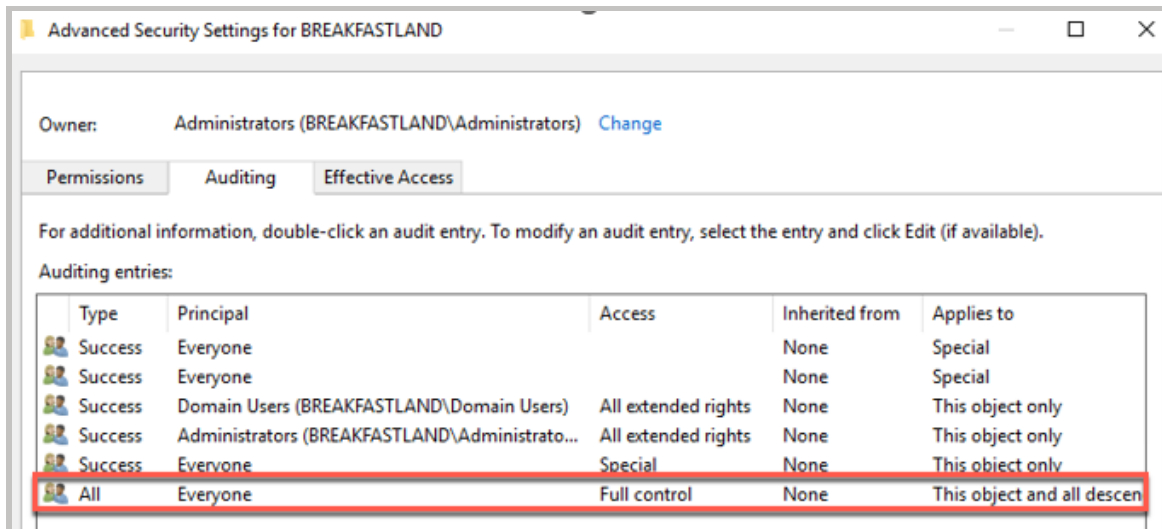 Advanced Security Settings for BREAKFASTLAND
Owner: Administrators (BREAKFASTLAND\Administrators) Change
Permissions Auditing Effective Access
For additional information, double-click an audit entry. To modify an audit entry, select the entry and click Edit (if available).
Auditing entries:
Type Principal Access Inherited from Applies to
Success Everyone None Special
Success Everyone None Special
Success Domain Users (BREAKFASTLAND\Domain Users) All extended rights None This object only
Success Administrators (BREAKFASTLAND\Administrato... All extended rights None This object only
Success Everyone Special None This object only
All Everyone Full control None This object and all descen